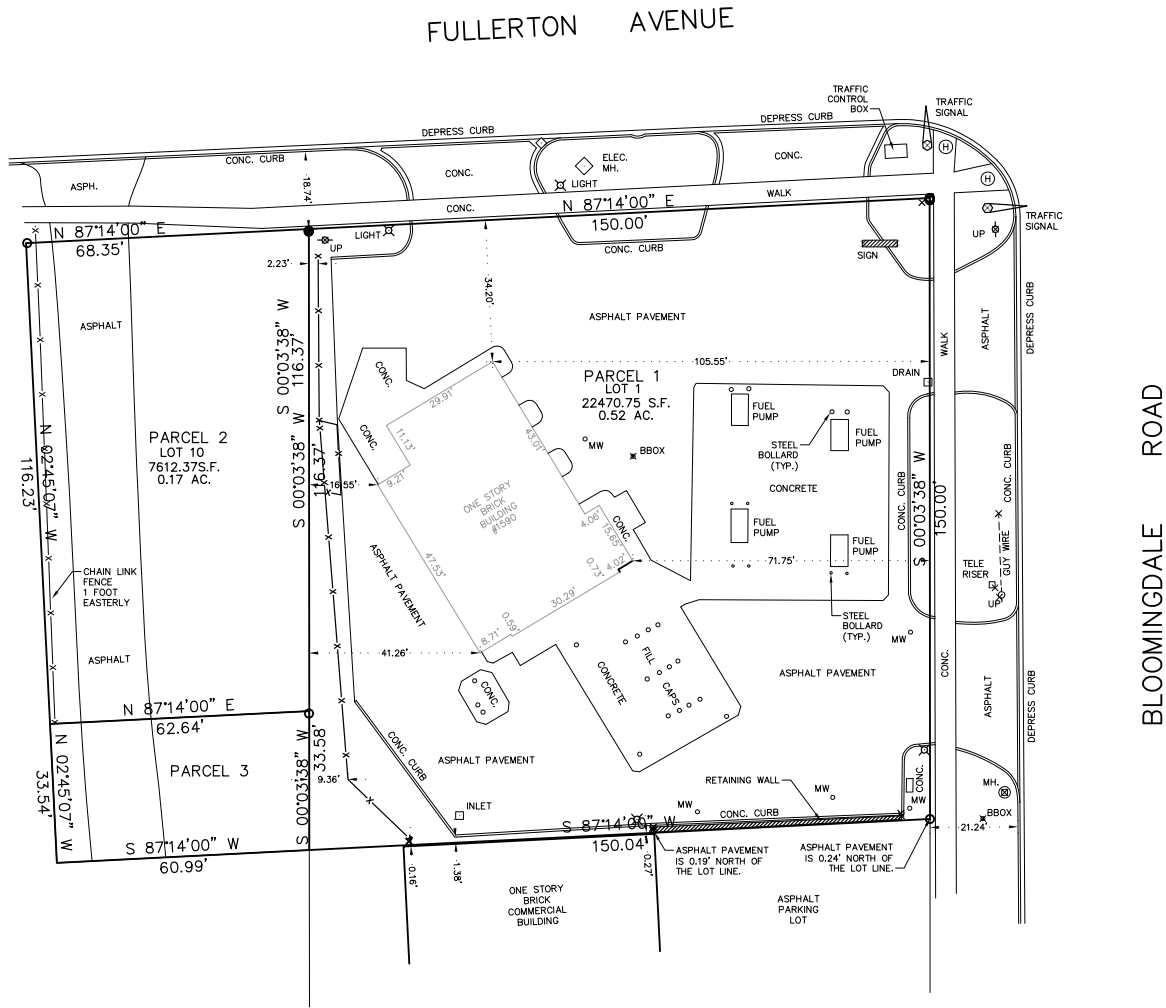 FULLERTON AVENUE
TRAFFIC
CONTROL
BOX
TRAFFIC
SIGNAL
DEPRESS CURB
DEPRESS CURB
CONC. CURB
ASPH.
18.74'
CONC.
ELEC.
MH.
LIGHT
CONC.
H
H
WALK
CONC.
N 87°14'00" E
68.35'
N 87°14'00" E
150.00'
CONC. CURB
LIGHT
UP
2.23'
34.20'
SIGN
UP
TRAFFIC
SIGNAL
ASPHALT
ASPHALT PAVEMENT
S 00°03'38" W
116.37'
S 00°03'38" W
116.37'
WALK
ASPHALT
DEPRESS CURB
105.55'
DRAIN
PARCEL 1
LOT 1
22470.75 S.F.
0.52 AC.
CONC.
CONC.
29.91'
11.13'
9.21'
43.01'
FUEL
PUMP
FUEL
PUMP
STEEL
BOLLARD
(TYP.)
MW
BBOX
CONCRETE
PARCEL 2
LOT 10
7612.37S.F.
0.17 AC.
N 02°45'07" W
116.23'
16.55'
ONE STORY
BRICK
BUILDING
#1590
4.06'
15.65'
CONC.
4.02'
0.73'
FUEL
PUMP
FUEL
PUMP
71.75'
CONC. CURB
S 00°03'38" W
150.00'
CONC. CURB
GUY WIRE
TELE
RISER
UP
BLOOMINGDALE ROAD
CHAIN LINK
FENCE
1 FOOT
EASTERLY
ASPHALT PAVEMENT
47.53'
30.29'
0.59'
8.71'
STEEL
BOLLARD
(TYP.)
MW
41.26'
ASPHALT
CONC.
CONCRETE
FILL
CAPS
ASPHALT PAVEMENT
CONC.
ASPHALT
DEPRESS CURB
N 87°14'00" E
62.64'
PARCEL 3
N 02°45'07" W
33.54'
S 00°03'38" W
33.58'
9.36'
CONC. CURB
ASPHALT PAVEMENT
INLET
RETAINING WALL
MW
MW
CONC. CURB
CONC.
MW
MH.
BBOX
21.24'
S 87°14'00" W
60.99'
S 87°14'00" W
150.04'
0.16'
1.38'
0.27'
ASPHALT PAVEMENT
IS 0.19' NORTH OF
THE LOT LINE.
ASPHALT PAVEMENT
IS 0.24' NORTH OF
THE LOT LINE.
ONE STORY
BRICK
COMMERCIAL
BUILDING
ASPHALT
PARKING
LOT